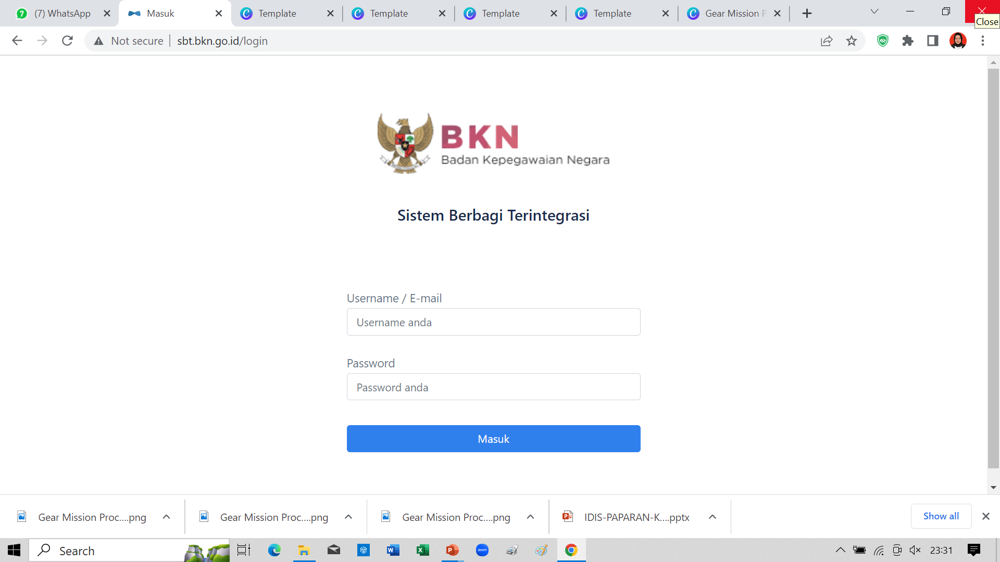 (7) WhatsApp
Masuk
Template
Template
Template
Template
Gear Mission P
Close
Not secure
sbt.bkn.go.id/login
BKN
Badan Kepegawaian Negara
Sistem Berbagi Terintegrasi
Username / E-mail
Username anda
Password
Password anda
Masuk
Gear Mission Proc....png
Gear Mission Proc....png
Gear Mission Proc....png
IDIS-PAPARAN-K....pptx
Show all
Search
zoom
23:31